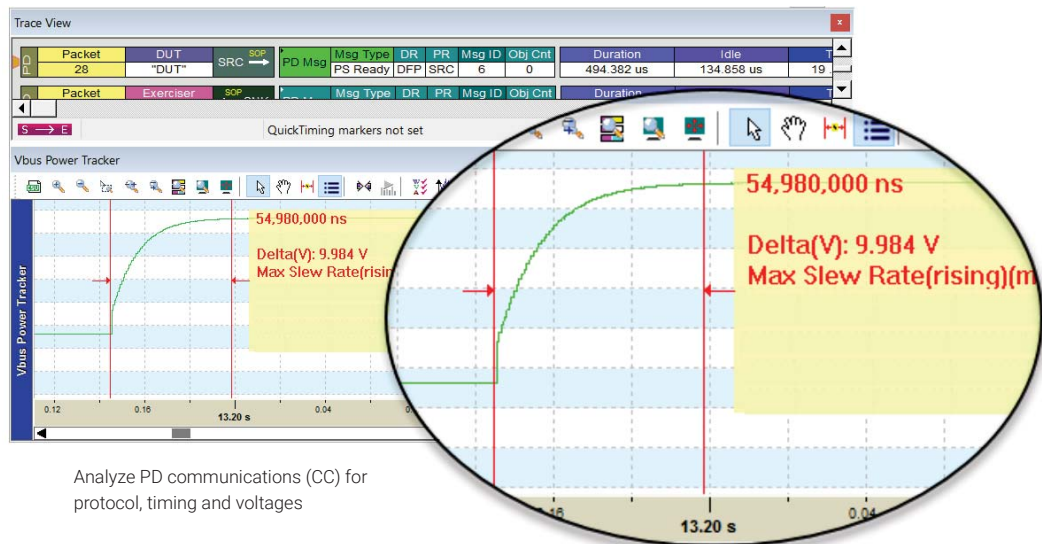 Trace View
PD Packet DUT SRC SOP PD Msg Msg Type DR PR Msg ID Obj Cnt Duration Idle
28 "DUT" PS Ready DFP SRC 6 0 494.382 us 134.858 us 19
Packet Exerciser SOP Msg Type DR PR Msg ID Obj Cnt Duration
S → E QuickTiming markers not set
Vbus Power Tracker
Vbus Power Tracker
54,980,000 ns
Delta(V): 9.984 V
Max Slew Rate(risin
0.12 0.16 13.20 s 0.04
54,980,000 ns
Delta(V): 9.984 V
Max Slew Rate(rising)(m
13.20 s 0.04
Analyze PD communications (CC) for
protocol, timing and voltages